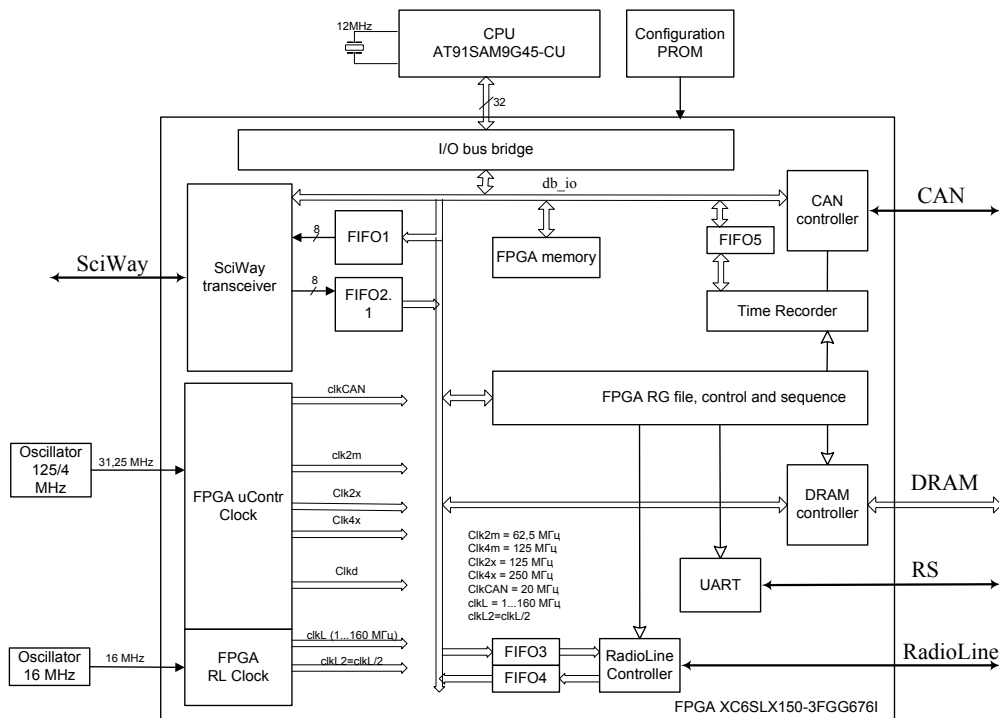 12MHz
CPU
AT91SAM9G45-CU
Configuration
PROM
32
I/O bus bridge
db_io
CAN
controller
CAN
SciWay
SciWay
transceiver
8
FIFO1
8
FIFO2.
1
FPGA memory
FIFO5
Time Recorder
clkCAN
FPGA RG file, control and sequence
Oscillator
125/4
MHz
31,25 MHz
FPGA uContr
Clock
clk2m
Clk2x
Clk4x
Clkd
DRAM
controller
DRAM
Clk2m = 62,5 МГц
Clk4m = 125 МГц
Clk2x = 125 МГц
Clk4x = 250 МГц
ClkCAN = 20 МГц
clkL = 1...160 МГц
clkL2=clkL/2
UART
RS
Oscillator
16 MHz
16 MHz
FPGA
RL Clock
clkL (1...160 МГц)
clkL2=clkL/2
FIFO3
FIFO4
RadioLine
Controller
RadioLine
FPGA XC6SLX150-3FGG676I